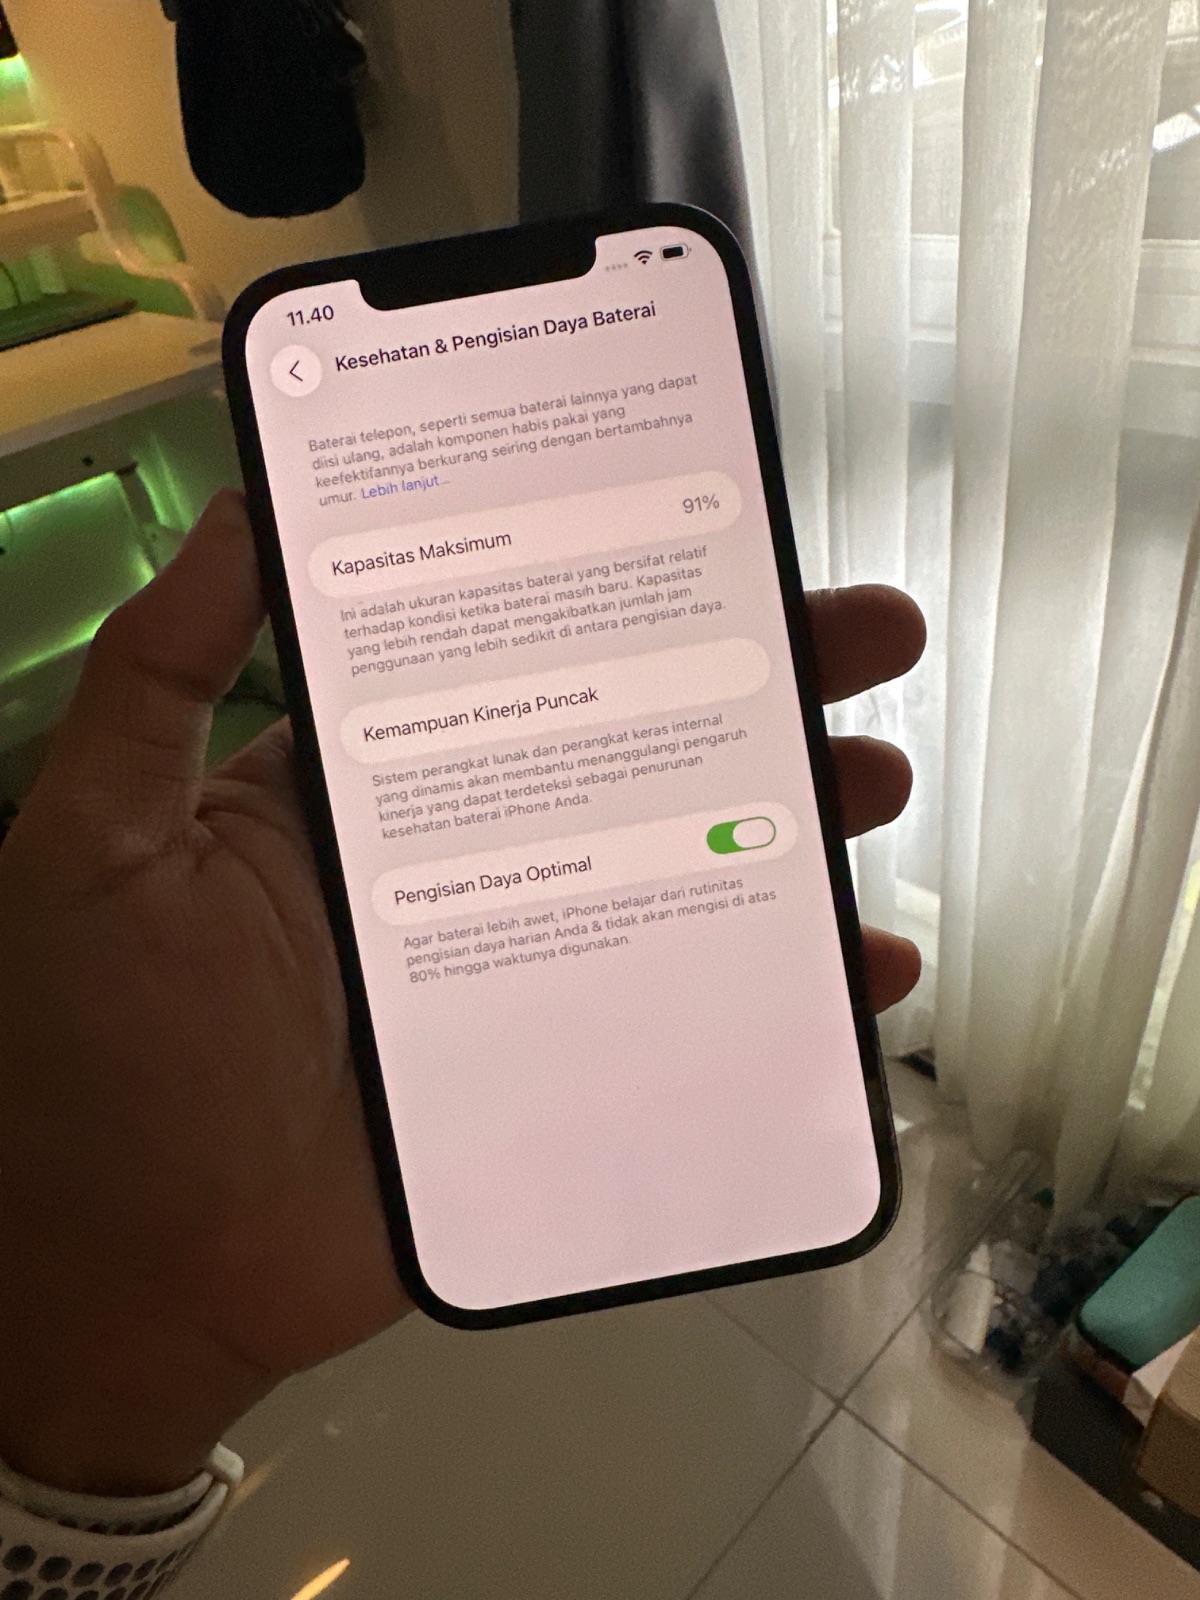 11.40
Kesehatan & Pengisian Daya Baterai
Baterai telepon, seperti semua baterai lainnya yang dapat
diisi ulang, adalah komponen habis pakai yang
keefektifannya berkurang seiring dengan bertambahnya
umur. Lebih lanjut...
Kapasitas Maksimum 91%
Ini adalah ukuran kapasitas baterai yang bersifat relatif
terhadap kondisi ketika baterai masih baru. Kapasitas
yang lebih rendah dapat mengakibatkan jumlah jam
penggunaan yang lebih sedikit di antara pengisian daya.
Kemampuan Kinerja Puncak
Sistem perangkat lunak dan perangkat keras internal
yang dinamis akan membantu menanggulangi pengaruh
kinerja yang dapat terdeteksi sebagai penurunan
kesehatan baterai iPhone Anda.
Pengisian Daya Optimal
Agar baterai lebih awet, iPhone belajar dari rutinitas
pengisian daya harian Anda & tidak akan mengisi di atas
80% hingga waktunya digunakan.